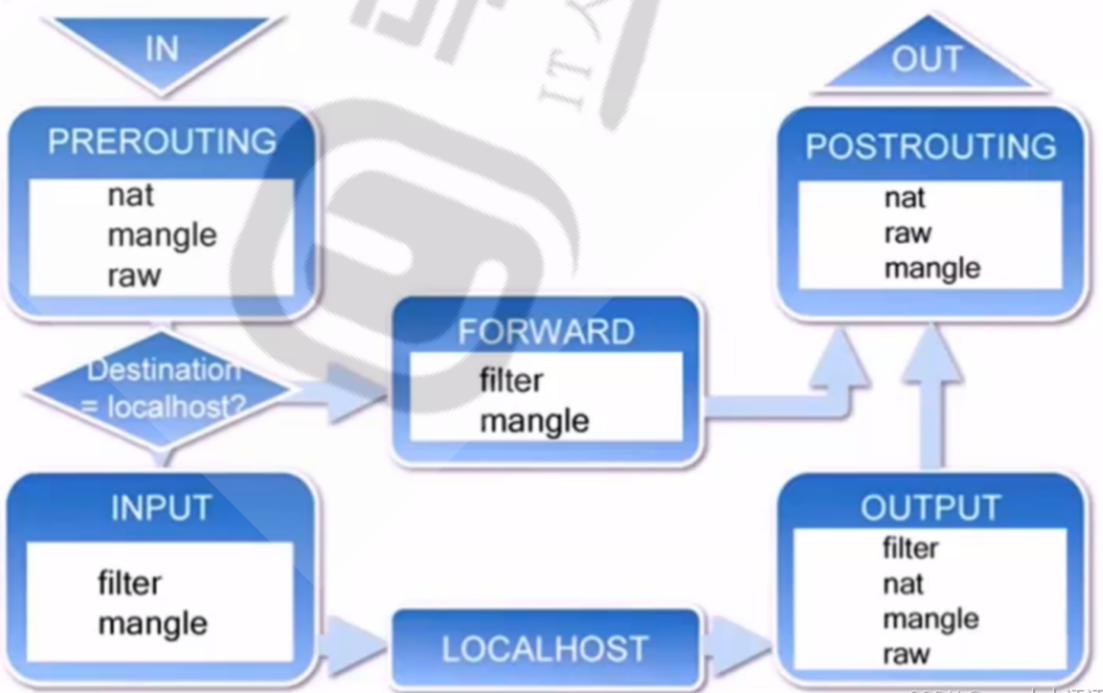 IN
PREROUTING
nat
mangle
raw
Destination
= localhost?
INPUT
filter
mangle
FORWARD
filter
mangle
LOCALHOST
OUT
POSTROUTING
nat
raw
mangle
OUTPUT
filter
nat
mangle
raw